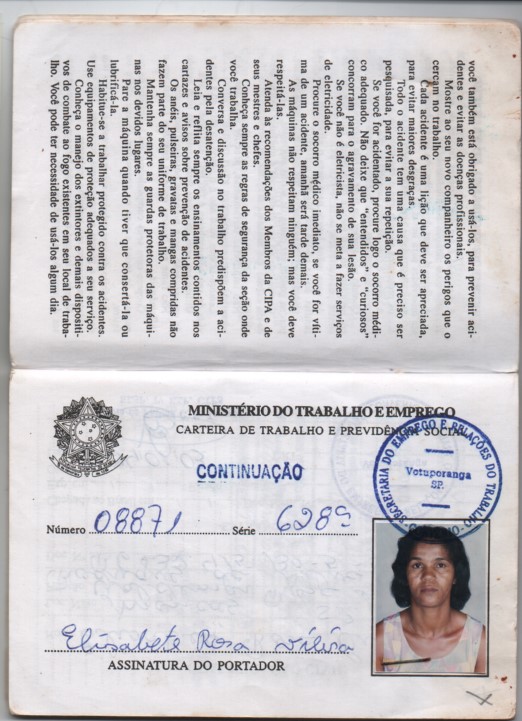 você também está obrigado a usá-los, para prevenir aci-
dentes e evitar as doenças profissionais.
Mostre ao seu novo companheiro os perigos que o
cercam no trabalho.
Cada acidente é uma lição que deve ser apreciada,
para evitar maiores desgraças.
Todo o acidente tem uma causa que é preciso ser
pesquisada, para evitar a sua repetição.
Se você for acidentado, procure logo o socorro médi-
co adequado. Não deixe que "entendidos" e "curiosos"
concorram para o agravamento de sua lesão.
Se você não é eletricista, não se meta a fazer serviços
de eletricidade.
Procure o socorro médico imediato, se você for víti-
ma de um acidente, amanhã será tarde demais.
As máquinas não respeitam ninguém; mas você deve
respeitá-las.
Atenda às recomendações dos Membros da CIPA e de
seus mestres e chefes.
Conheça sempre as regras de segurança da seção onde
você trabalha.
Conversa e discussão no trabalho predispõem a aci-
dentes pela desatenção.
Leia e reflita sempre os ensinamentos contidos nos
cartazes e avisos sobre prevenção de acidentes.
Os anéis, pulseiras, gravatas e mangas compridas não
fazem parte do seu uniforme de trabalho.
Mantenha sempre as guardas protetoras das máqui-
nas nos devidos lugares.
Pare a máquina quando tiver que consertá-la ou
lubrificá-la.
Habitue-se a trabalhar protegido contra os acidentes.
Use equipamentos de proteção adequados a seu serviço.
Conheça o manejo dos extintores e demais dispositi-
vos de combate ao fogo existentes em seu local de traba-
lho. Você pode ter necessidade de usá-los algum dia.
MINISTÉRIO DO TRABALHO E EMPREGO
CARTEIRA DE TRABALHO E PREVIDÊNCIA SOCIAL
CONTINUAÇÃO
SECRETARIA DO EMPREGO E RELAÇÕES DO TRABALHO
Votuporanga
SP.
Número 08871 Série 628ª
Elisabete Rosa
ASSINATURA DO PORTADOR